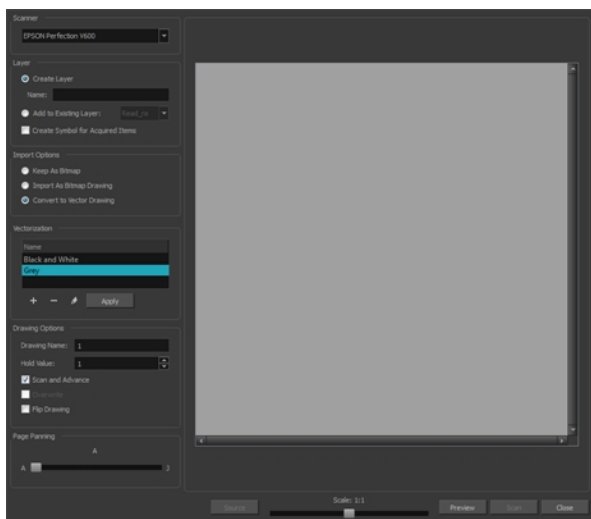 Scanner
EPSON Perfection V600
Layer
Create Layer
Name:
Add to Existing Layer: Read_re
Create Symbol for Acquired Items
Import Options
Keep As Bitmap
Import As Bitmap Drawing
Convert to Vector Drawing
Vectorization
Name
Black and White
Grey
Apply
Drawing Options
Drawing Name: 1
Hold Value: 1
Scan and Advance
Overwrite
Flip Drawing
Page Panning
A
A J
Source Scale: 1:1 Preview Scan Close